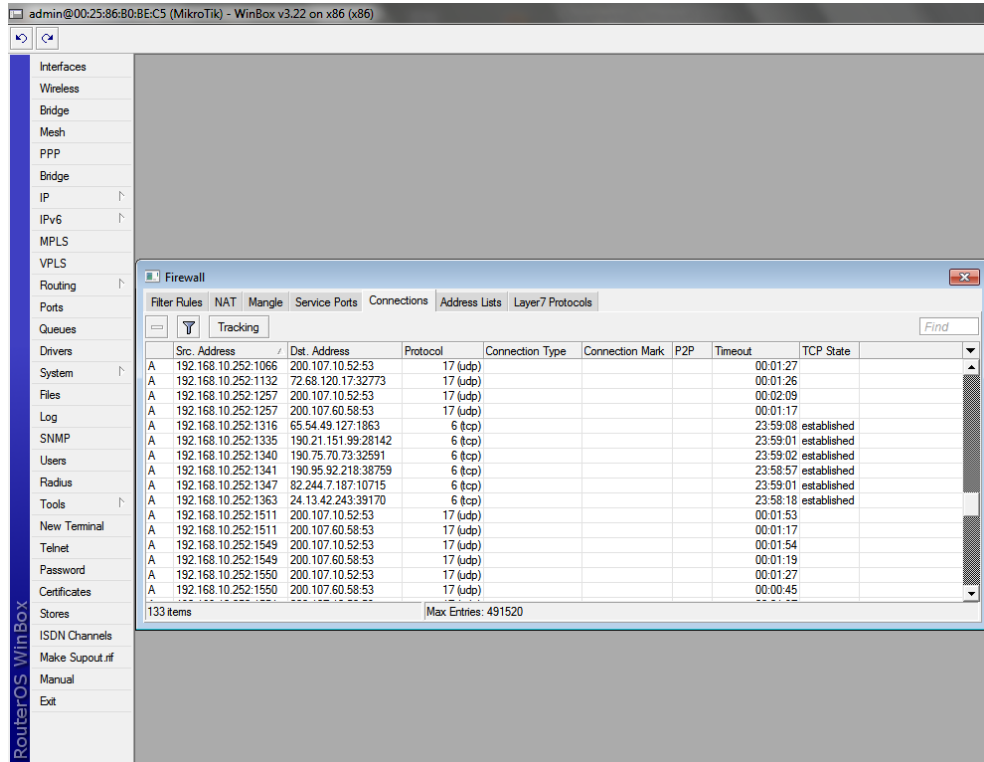 admin@00:25:86:B0:BE:C5 (MikroTik) - WinBox v3.22 on x86 (x86)
Interfaces
Wireless
Bridge
Mesh
PPP
Bridge
IP
IPv6
MPLS
VPLS
Routing
Ports
Queues
Drivers
System
Files
Log
SNMP
Users
Radius
Tools
New Terminal
Telnet
Password
Certificates
Stores
ISDN Channels
Make Supout.rif
Manual
Exit
RouterOS WinBox
Firewall
Filter Rules NAT Mangle Service Ports Connections Address Lists Layer7 Protocols
Tracking Find
Src. Address Dst. Address Protocol Connection Type Connection Mark P2P Timeout TCP State
A 192.168.10.252:1066 200.107.10.52:53 17 (udp) 00:01:27
A 192.168.10.252:1132 72.68.120.17:32773 17 (udp) 00:01:26
A 192.168.10.252:1257 200.107.10.52:53 17 (udp) 00:02:09
A 192.168.10.252:1257 200.107.60.58:53 17 (udp) 00:01:17
A 192.168.10.252:1316 65.54.49.127:1863 6 (tcp) 23:59:08 established
A 192.168.10.252:1335 190.21.151.99:28142 6 (tcp) 23:59:01 established
A 192.168.10.252:1340 190.75.70.73:32591 6 (tcp) 23:59:02 established
A 192.168.10.252:1341 190.95.92.218:38759 6 (tcp) 23:58:57 established
A 192.168.10.252:1347 82.244.7.187:10715 6 (tcp) 23:59:01 established
A 192.168.10.252:1363 24.13.42.243:39170 6 (tcp) 23:58:18 established
A 192.168.10.252:1511 200.107.10.52:53 17 (udp) 00:01:53
A 192.168.10.252:1511 200.107.60.58:53 17 (udp) 00:01:17
A 192.168.10.252:1549 200.107.10.52:53 17 (udp) 00:01:54
A 192.168.10.252:1549 200.107.60.58:53 17 (udp) 00:01:19
A 192.168.10.252:1550 200.107.10.52:53 17 (udp) 00:01:27
A 192.168.10.252:1550 200.107.60.58:53 17 (udp) 00:00:45
133 items Max Entries: 491520